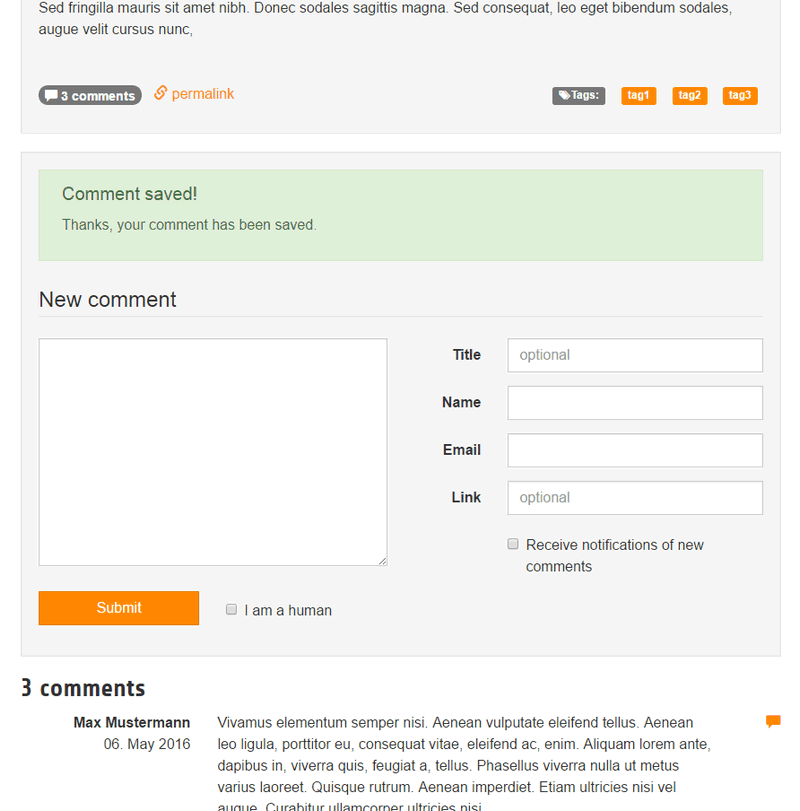 Sed fringilla mauris sit amet nibh. Donec sodales sagittis magna. Sed consequat, leo eget bibendum sodales,
augue velit cursus nunc,
3 comments permalink Tags: tag1 tag2 tag3
Comment saved!
Thanks, your comment has been saved.
New comment
Title optional
Name
Email
Link optional
Receive notifications of new
comments
Submit I am a human
3 comments
Max Mustermann Vivamus elementum semper nisi. Aenean vulputate eleifend tellus. Aenean
06. May 2016 leo ligula, porttitor eu, consequat vitae, eleifend ac, enim. Aliquam lorem ante,
dapibus in, viverra quis, feugiat a, tellus. Phasellus viverra nulla ut metus
varius laoreet. Quisque rutrum. Aenean imperdiet. Etiam ultricies nisi vel
augue. Curabitur ullamcorper ultricies nisi.